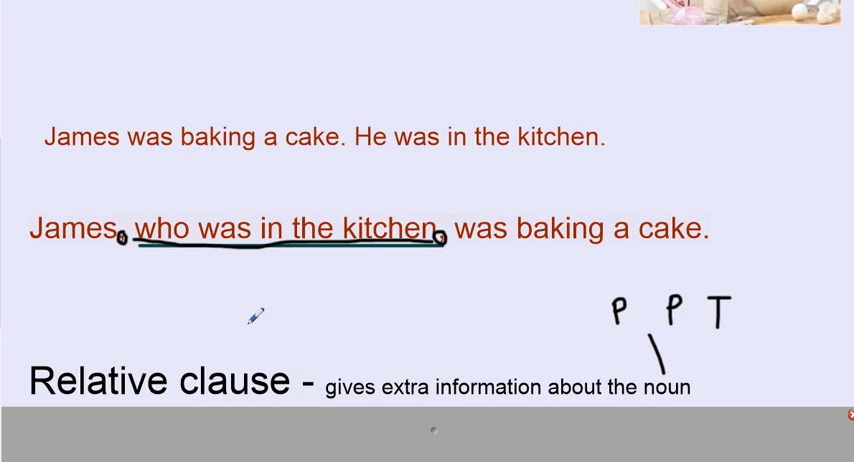 James was baking a cake. He was in the kitchen.
James, who was in the kitchen, was baking a cake.
P P T
Relative clause - gives extra information about the noun